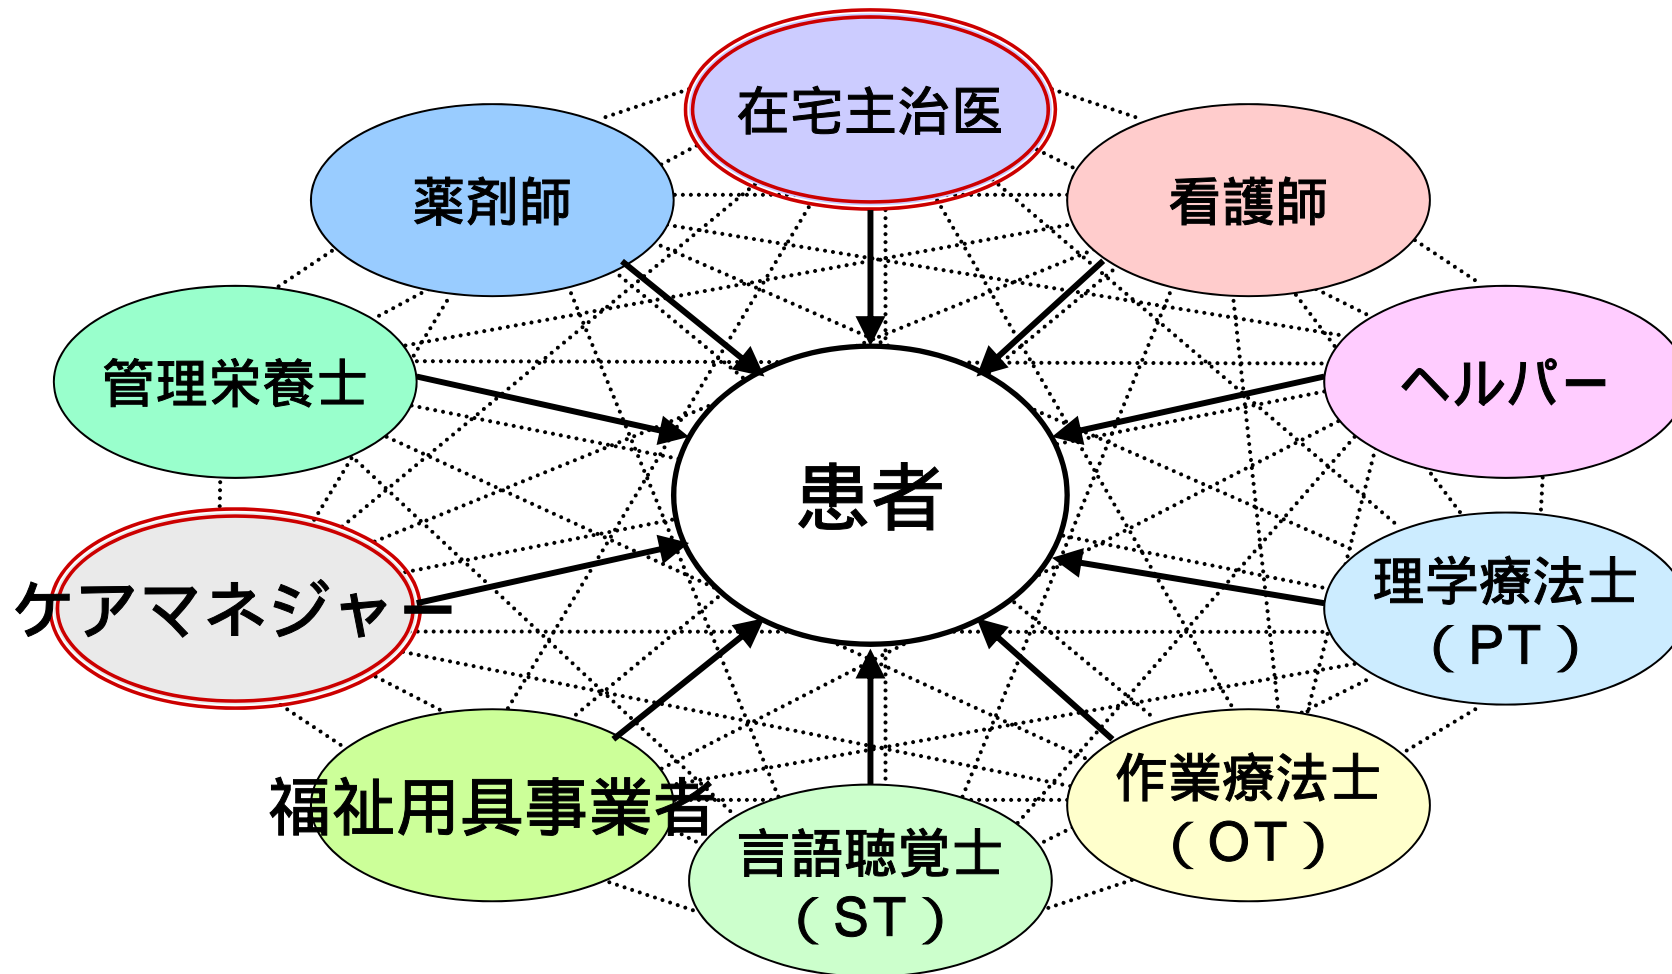 在宅主治医
薬剤師
看護師
管理栄養士
ヘルパー
患者
ケアマネジャー
理学療法士
（PT）
福祉用具事業者
作業療法士
（OT）
言語聴覚士
（ST）